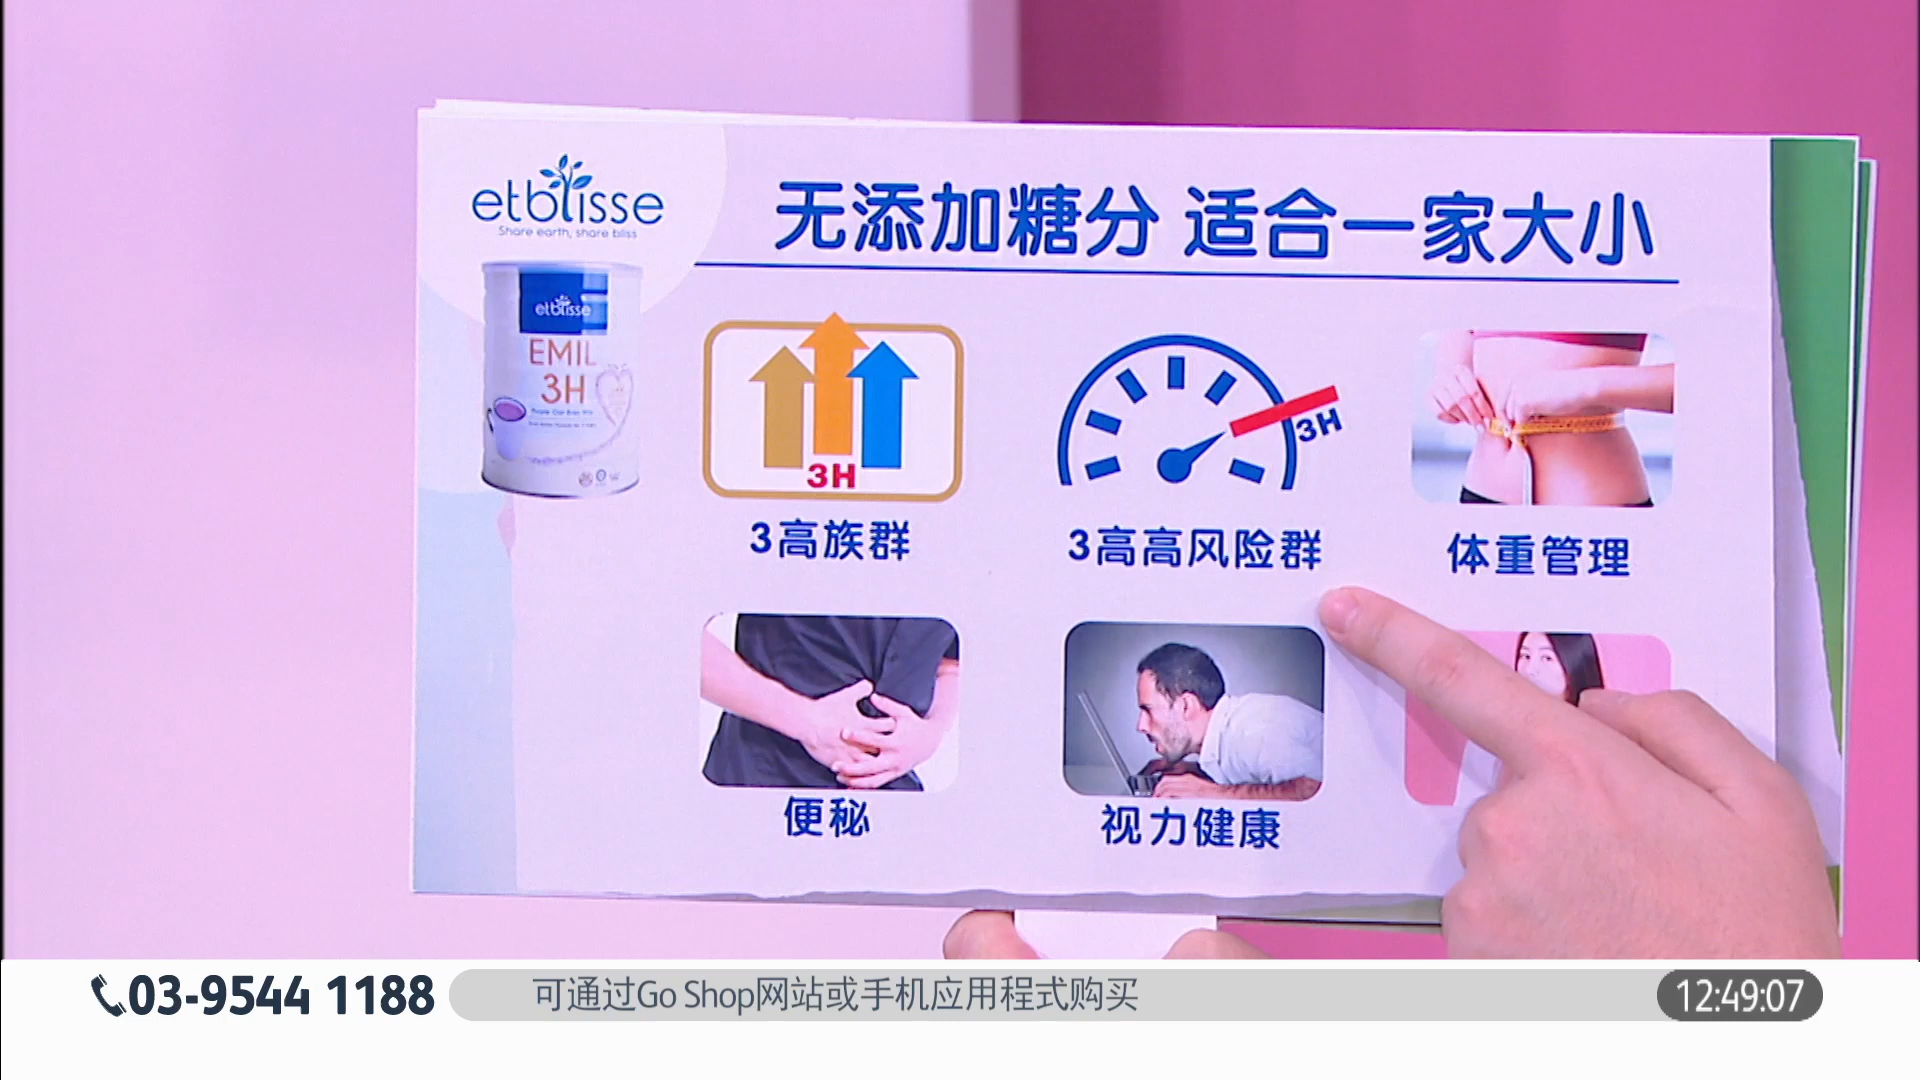 etblisse
Share earth, share bliss
无添加糖分 适合一家大小
etblisse
EMIL
3H
3H
3H
3高族群
3高高风险群
体重管理
便秘
视力健康
03-9544 1188
可通过Go Shop网站或手机应用程式购买
12:49:07